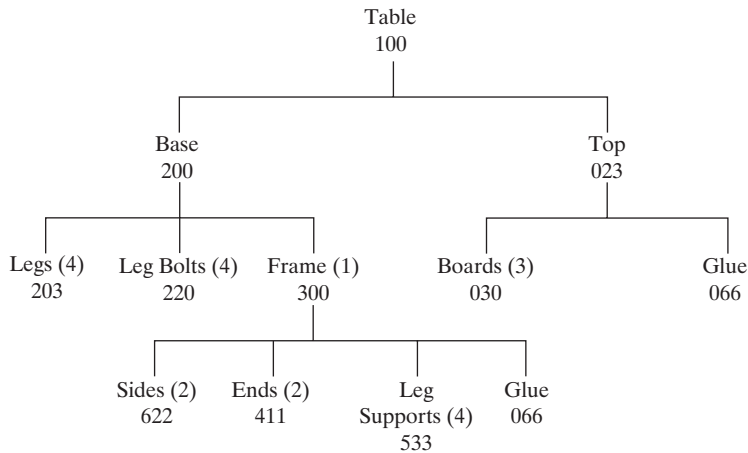 Table
100
Base
200
Top
023
Legs (4)
203
Leg Bolts (4)
220
Frame (1)
300
Boards (3)
030
Glue
066
Sides (2)
622
Ends (2)
411
Leg
Supports (4)
533
Glue
066